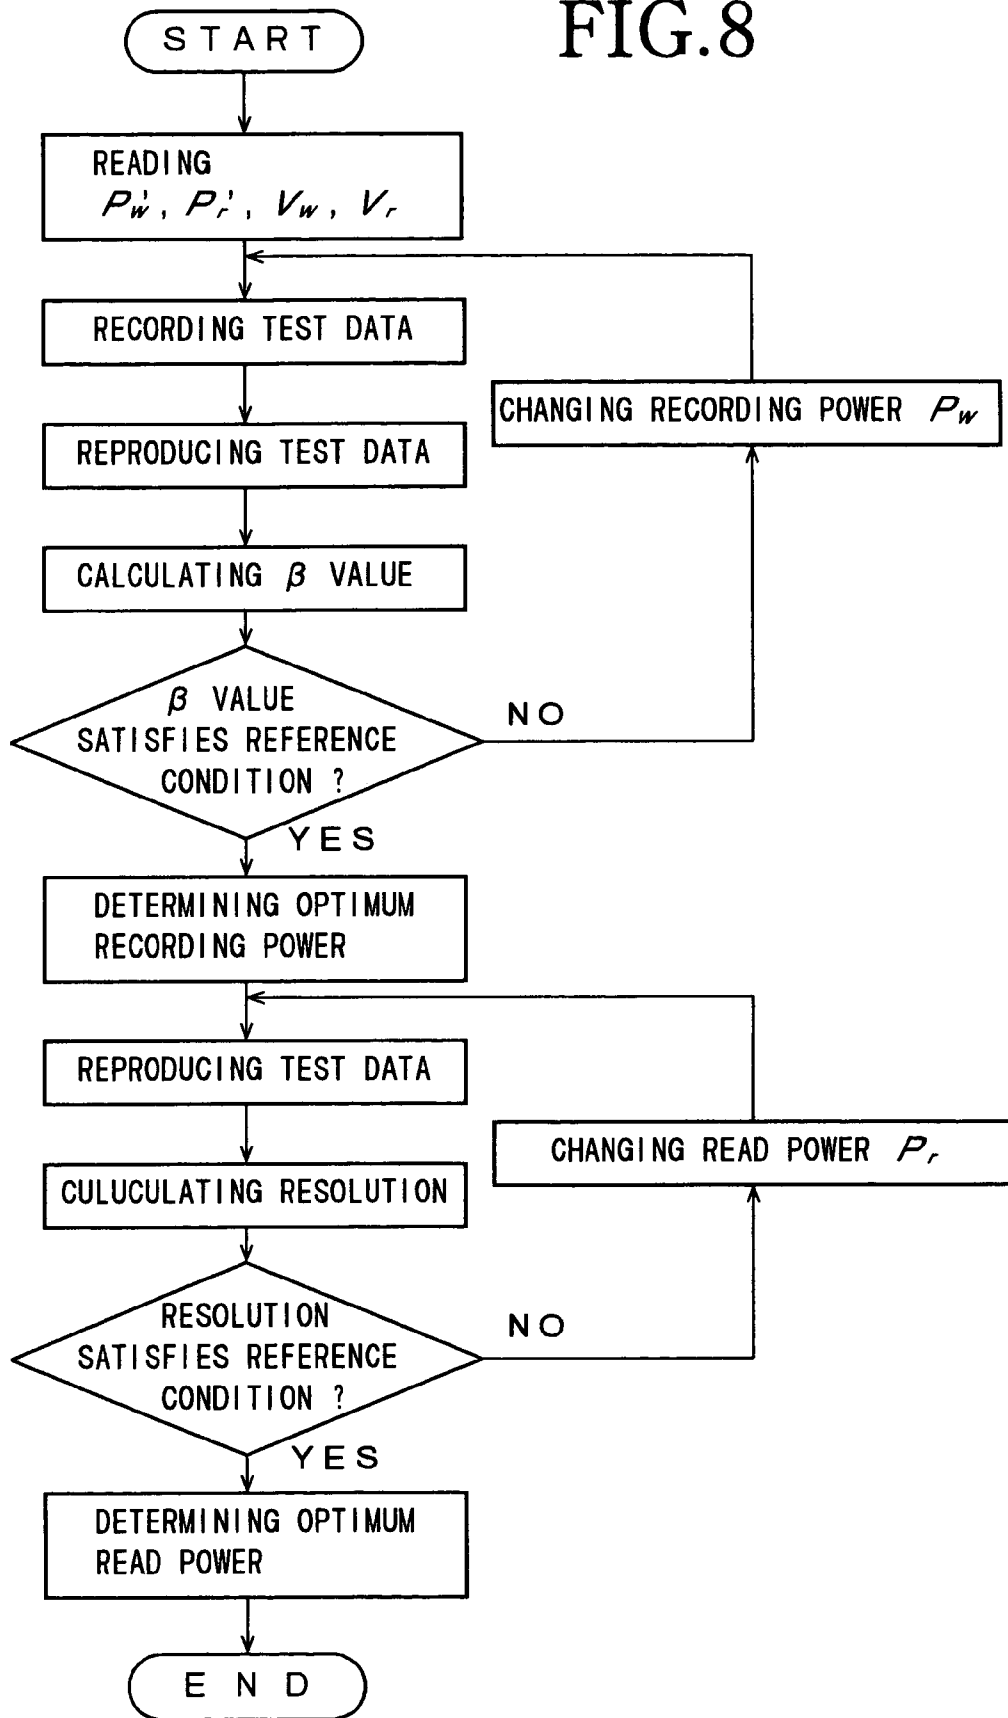 FIG.8
START
READING
Pw', Pr', Vw, Vr
RECORDING TEST DATA
CHANGING RECORDING POWER Pw
REPRODUCING TEST DATA
CALCULATING β VALUE
β VALUE
SATISFIES REFERENCE
CONDITION ?
NO
YES
DETERMINING OPTIMUM
RECORDING POWER
REPRODUCING TEST DATA
CHANGING READ POWER Pr
CULUCULATING RESOLUTION
RESOLUTION
SATISFIES REFERENCE
CONDITION ?
NO
YES
DETERMINING OPTIMUM
READ POWER
END